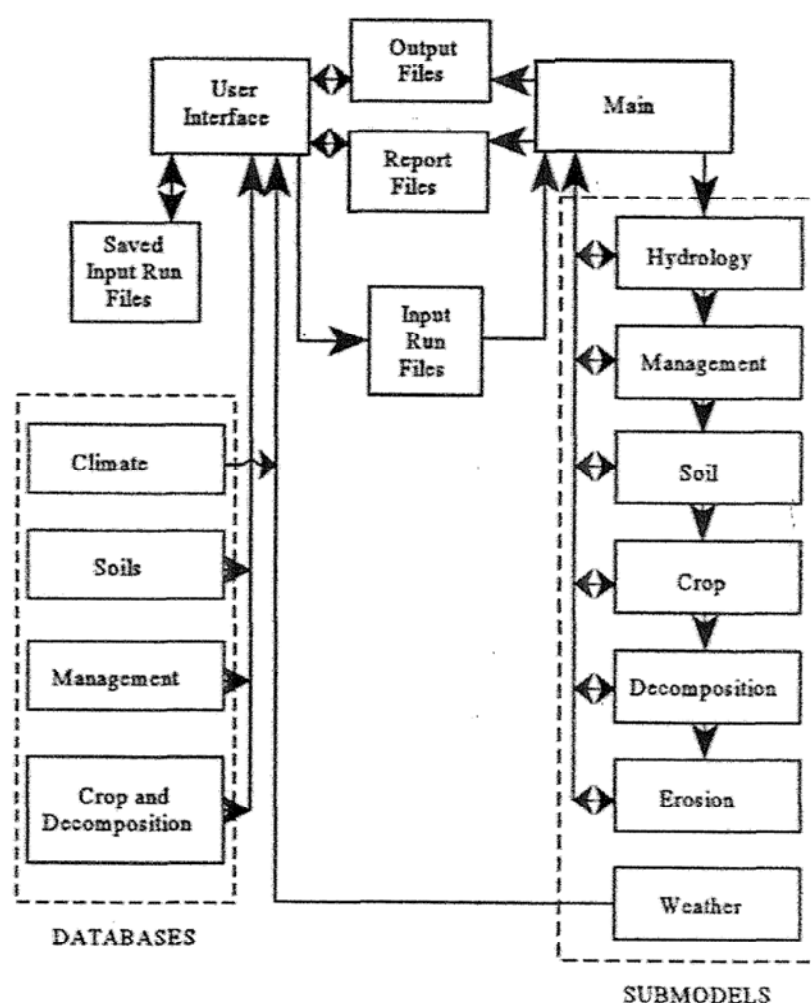 User
Interface
Output
Files
Main
Report
Files
Saved
Input Run
Files
Input
Run
Files
Hydrology
Management
Soil
Crop
Decomposition
Erosion
Weather
SUBMODELS
Climate
Soils
Management
Crop and
Decomposition
DATABASES